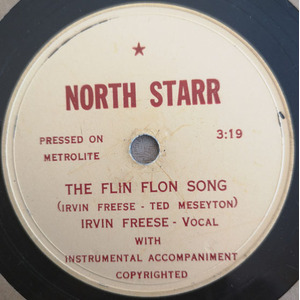 NORTH STARR
PRESSED ON
METROLITE
3:19
THE FLIN FLON SONG
(IRVIN FREESE - TED MESEYTON)
IRVIN FREESE - VOCAL
WITH
INSTRUMENTAL ACCOMPANIMENT
COPYRIGHTED